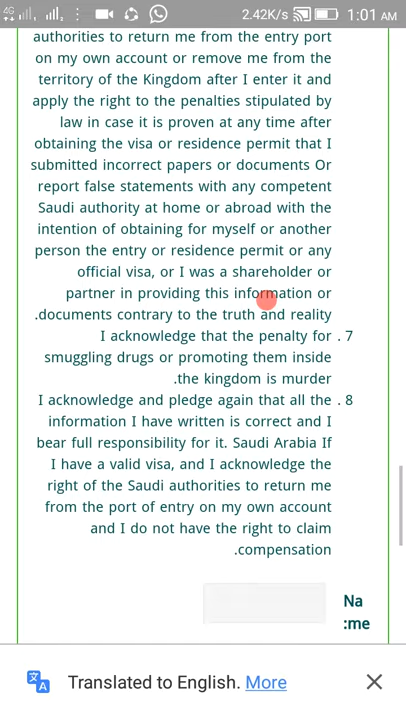 4G 2.42K/s 1:01 AM
authorities to return me from the entry port
on my own account or remove me from the
territory of the Kingdom after I enter it and
apply the right to the penalties stipulated by
law in case it is proven at any time after
obtaining the visa or residence permit that I
submitted incorrect papers or documents Or
report false statements with any competent
Saudi authority at home or abroad with the
intention of obtaining for myself or another
person the entry or residence permit or any
official visa, or I was a shareholder or
partner in providing this information or
.documents contrary to the truth and reality
I acknowledge that the penalty for . 7
smuggling drugs or promoting them inside
.the kingdom is murder
I acknowledge and pledge again that all the . 8
information I have written is correct and I
bear full responsibility for it. Saudi Arabia If
I have a valid visa, and I acknowledge the
right of the Saudi authorities to return me
from the port of entry on my own account
and I do not have the right to claim
.compensation
Na
:me
Translated to English. More